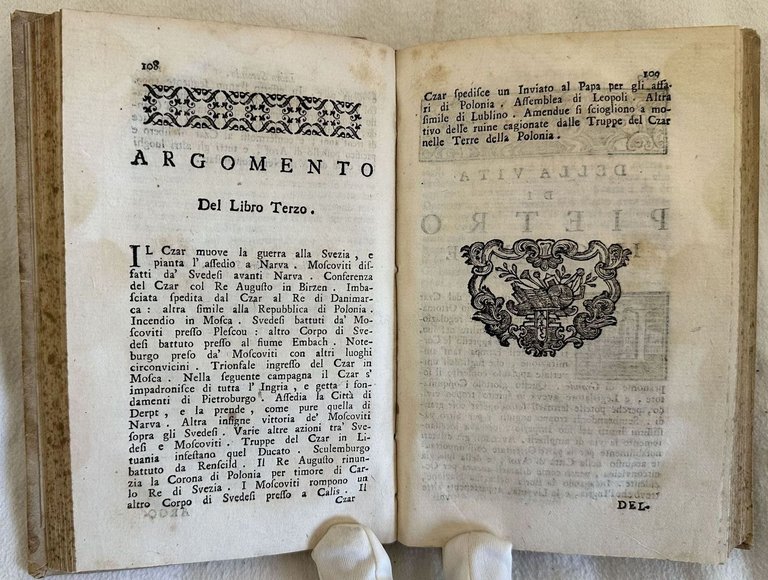 108
ARGOMENTO
Del Libro Terzo.
IL Czar muove la guerra alla Svezia, e
pianta l' assedio a Narva. Moscoviti dis-
fatti da' Svedesi avanti Narva. Conferenza
del Czar col Re Augusto in Birzen. Imba-
sciata spedita dal Czar al Re di Danimar-
ca: altra simile alla Repubblica di Polonia.
Incendio in Mosca. Svedesi battuti da' Mo-
scoviti presso Plescou: altro Corpo di Sve-
desi battuto presso al fiume Embach. Note-
burgo preso da' Moscoviti con altri luoghi
circonvicini. Trionfale ingresso del Czar in
Mosca. Nella seguente campagna il Czar s'
impadronisce di tutta l' Ingria, e getta i fon-
damenti di Pietroburgo. Assedia la Città di
Derpt, e la prende, come pure quella di
Narva. Altra insigne vittoria de' Moscoviti
sopra gli Svedesi. Varie altre azioni tra Sve-
desi e Moscoviti. Truppe del Czar in Li-
tuania infestano quel Ducato. Sculemburgo
battuto da Renscild. Il Re Augusto rinun-
zia la Corona di Polonia per timore di Car-
lo Re di Svezia. I Moscoviti rompono un
altro Corpo di Svedesi presso a Calis. Il
Czar
109
Czar spedisce un Inviato al Papa per gli affa-
ri di Polonia. Assemblea di Leopoli. Altra
simile di Lublino. Amendue si sciogliono a mo-
tivo delle ruine cagionate dalle Truppe del Czar
nelle Terre della Polonia.
DELLA VITA
DI
PIETRO
DEL-